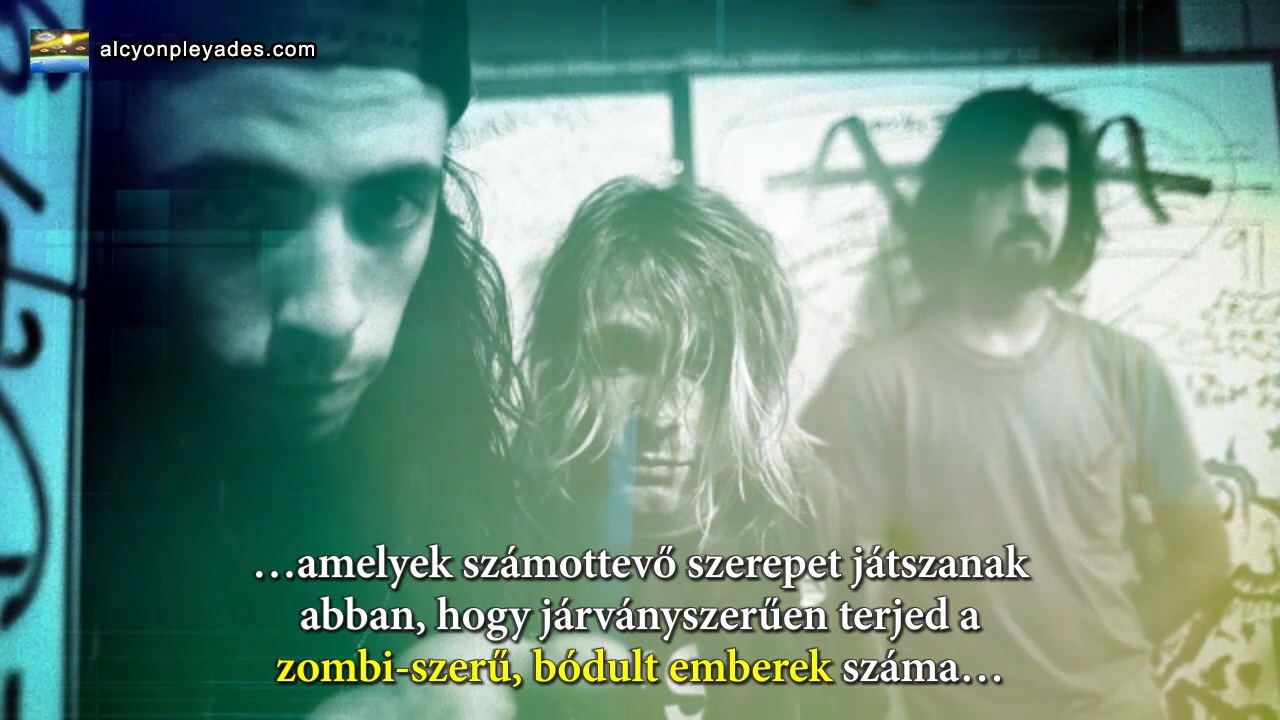 alcyonpleyades.com
…amelyek számottevő szerepet játszanak
abban, hogy járványszerűen terjed a
zombi-szerű, bódult emberek száma…